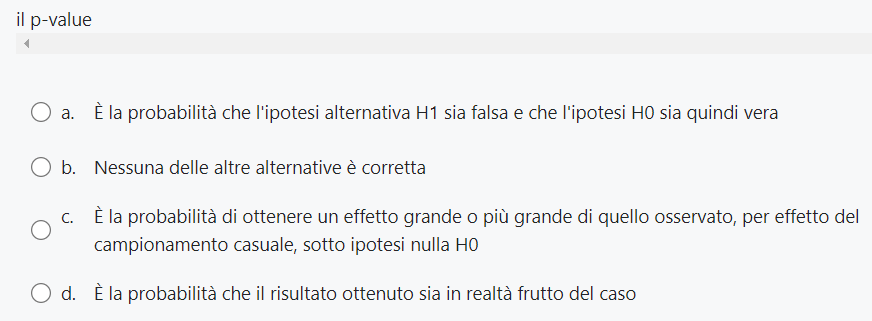 il p-value
a. È la probabilità che l'ipotesi alternativa H1 sia falsa e che l'ipotesi H0 sia quindi vera
b. Nessuna delle altre alternative è corretta
c. È la probabilità di ottenere un effetto grande o più grande di quello osservato, per effetto del
campionamento casuale, sotto ipotesi nulla H0
d. È la probabilità che il risultato ottenuto sia in realtà frutto del caso